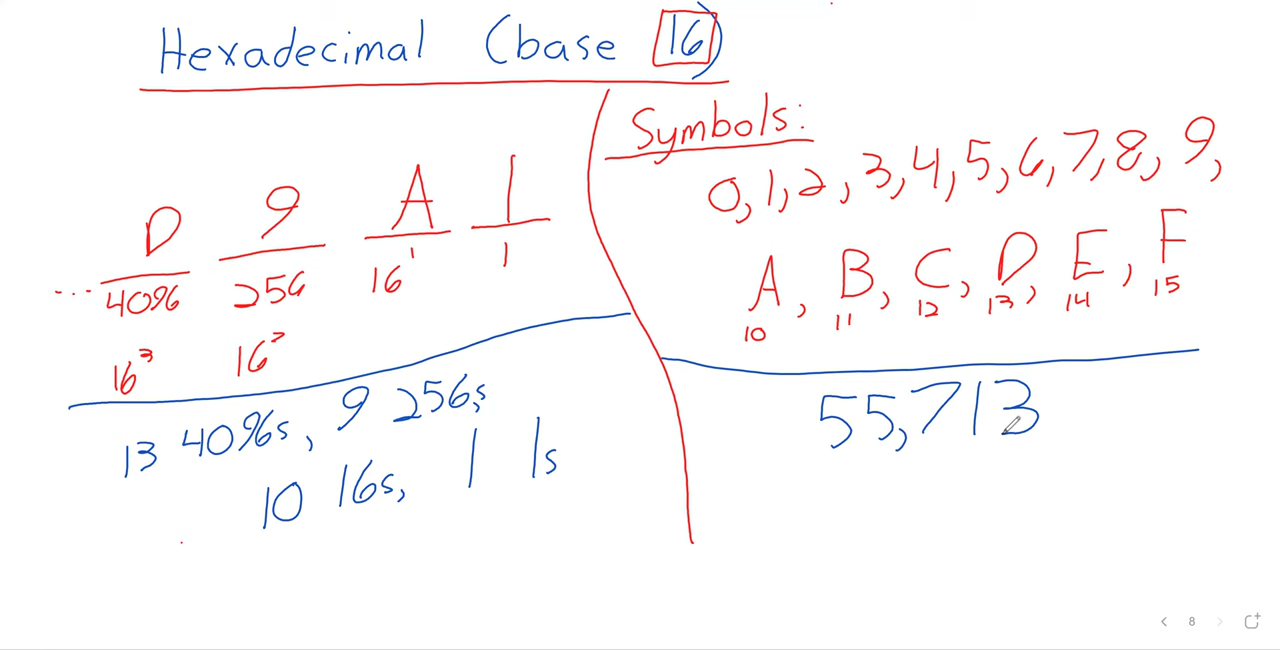 Hexadecimal (base 16)
D 9 A 1
... 4096 256 16¹ 1
16³ 16²
13 4096s, 9 256s,
10 16s, 1 1s
Symbols:
0, 1, 2, 3, 4, 5, 6, 7, 8, 9,
A, B, C, D, E, F
10 11 12 13 14 15
55,713
8